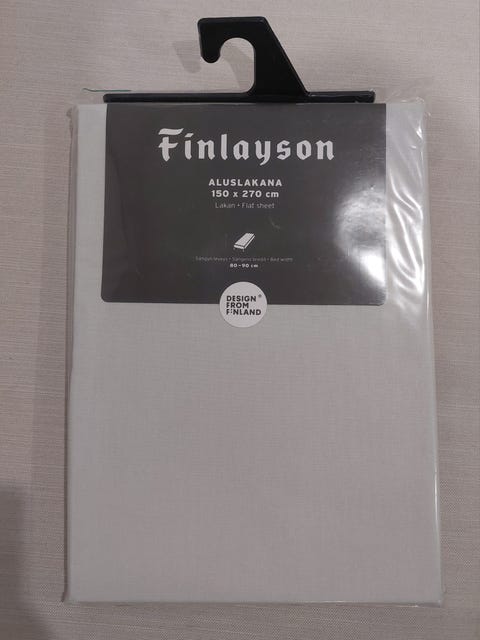 Finlayson
ALUSLAKANA
150 x 270 cm
Lakan • Flat sheet
Sängyn leveys • Sängens bredd • Bed width
80-90 cm
DESIGN
FROM
FINLAND